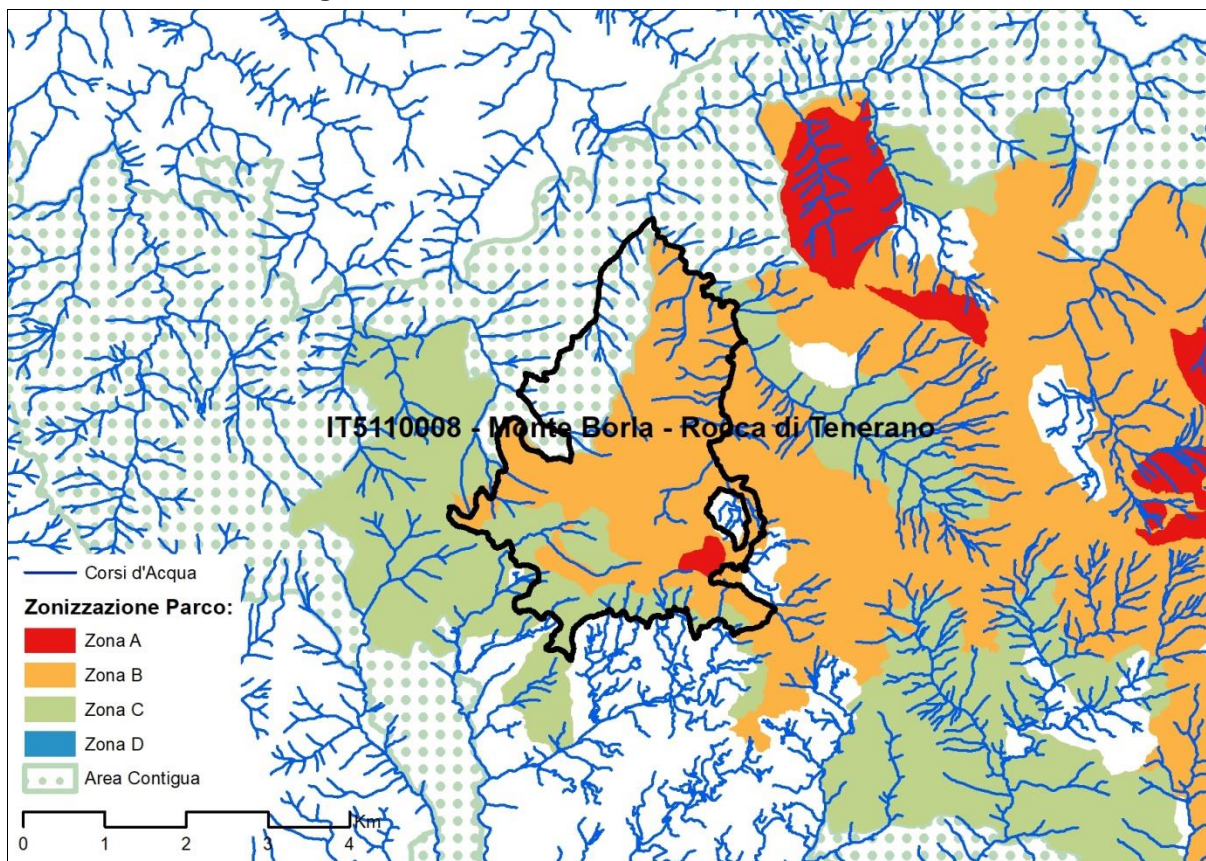 IT5110008 - Monte Borla - Rocca di Tenerano
Corsi d'Acqua
Zonizzazione Parco:
Zona A
Zona B
Zona C
Zona D
Area Contigua
Km
0 1 2 3 4